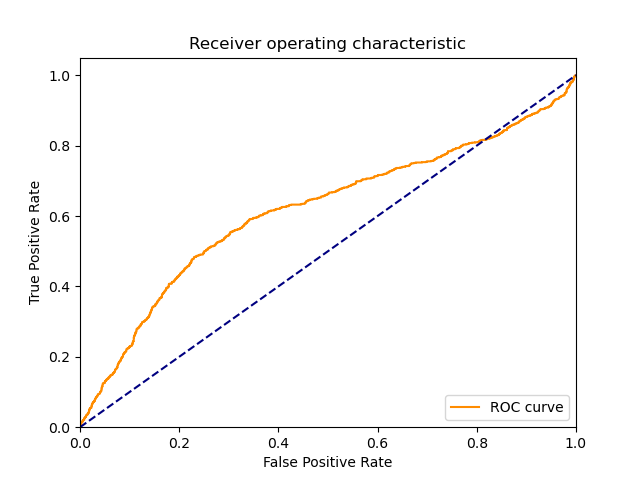 Receiver operating characteristic
True Positive Rate
1.0
0.8
0.6
0.4
0.2
0.0
ROC curve
0.0 0.2 0.4 0.6 0.8 1.0
False Positive Rate